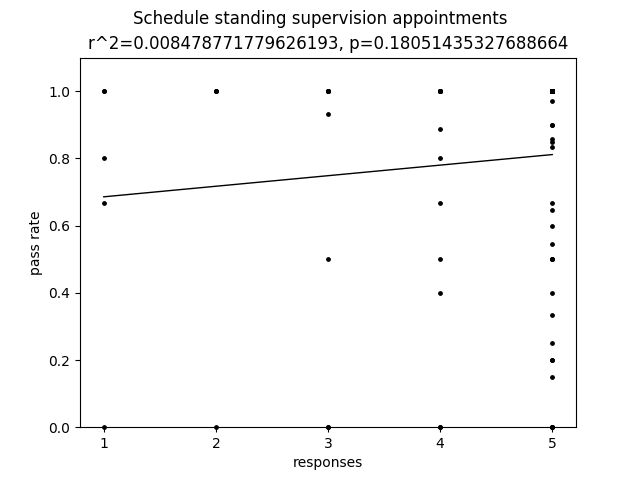 Schedule standing supervision appointments
r^2=0.008478771779626193, p=0.18051435327688664
1.0
0.8
0.6
0.4
0.2
0.0
pass rate
1 2 3 4 5
responses